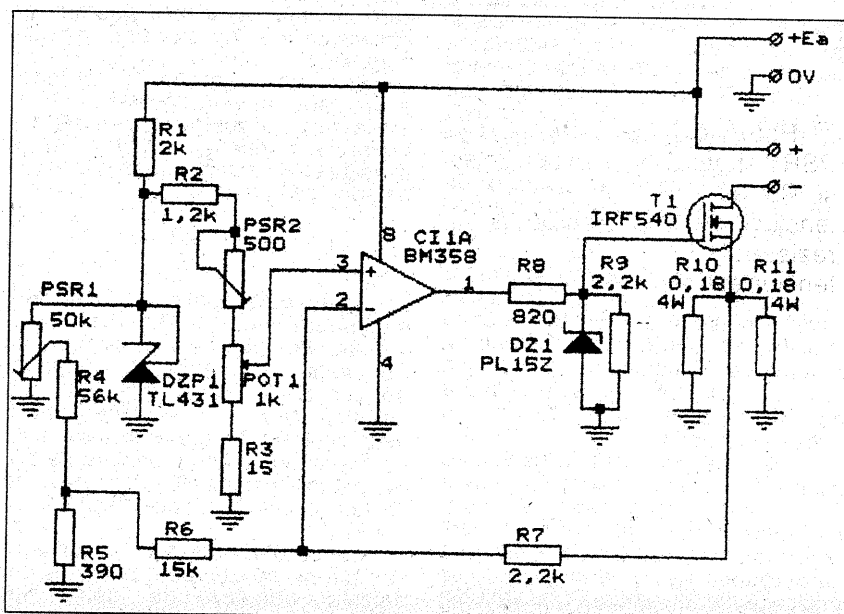 +Ea
0V
+
-
R1
2k
R2
1,2k
PSR2
500
PSR1
50k
R4
56k
DZP1
TL431
POT1
1k
R3
15
R5
390
R6
15k
R7
2,2k
8
CI1A
BM358
3
+
2
-
1
4
R8
820
R9
2,2k
DZ1
PL15Z
T1
IRF540
R10
0,18
4W
R11
0,18
4W